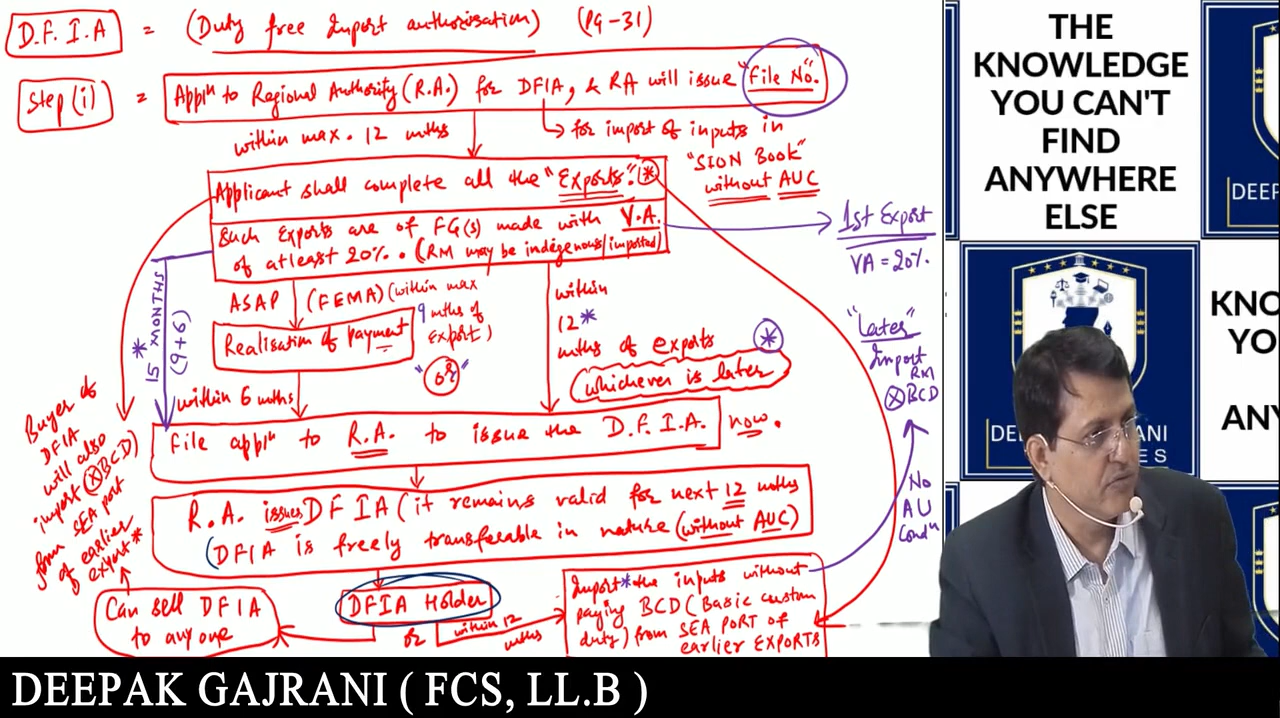 D.F.I.A = (Duty free Import authorisation) (Pg-31)
Step (i) = Applⁿ to Regional Authority (R.A.) for DFIA, & RA will issue "File No".
within max. 12 mths
→ for import of inputs in
"SION Book"
without AUC
Applicant shall complete all the "Exports". *
Such Exports are of FG(s) made with V.A.
of atleast 20%. (RM may be indigenous/imported)
1st Export
VA = 20%
ASAP (FEMA) (within max
9 mths of
export)
Realisation of payment
"or"
within 6 mths
15* MONTHS
(9+6)
within
12*
mths of exports
*
whichever is later
"Later"
Import
RM
Ⓧ BCD
No
AU
Condⁿ
File applⁿ to R.A. to issue the D.F.I.A. now.
R.A. issues DFIA (it remains valid for next 12 mths
(DFIA is freely transferable in nature (without AUC)
Buyer of
DFIA
will also
import (Ⓧ BCD)
from SEA port
of earlier
export *
DFIA Holder
Can sell DFIA
to anyone
or
within 12
mths
Import* the inputs without
paying BCD (Basic custom
duty) from SEA PORT of
earlier EXPORTS
THE
KNOWLEDGE
YOU CAN'T
FIND
ANYWHERE
ELSE
DEEP
KNO
YO
ANY
DEE
ANI
ES
DEEPAK GAJRANI ( FCS, LL.B )